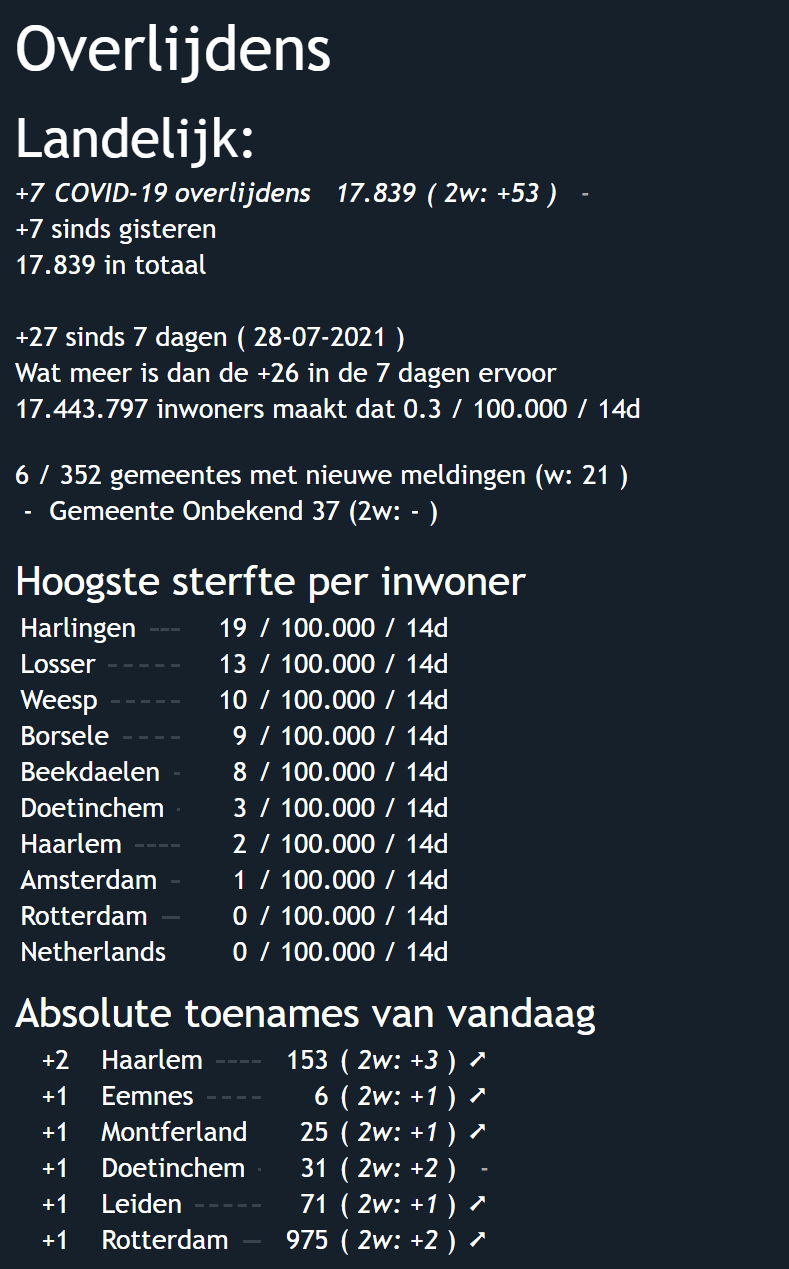 Overlijdens
Landelijk:
+7 COVID-19 overlijdens 17.839 ( 2w: +53 ) -
+7 sinds gisteren
17.839 in totaal
+27 sinds 7 dagen ( 28-07-2021 )
Wat meer is dan de +26 in de 7 dagen ervoor
17.443.797 inwoners maakt dat 0.3 / 100.000 / 14d
6 / 352 gemeentes met nieuwe meldingen (w: 21 )
- Gemeente Onbekend 37 (2w: - )
Hoogste sterfte per inwoner
Harlingen --- 19 / 100.000 / 14d
Losser ----- 13 / 100.000 / 14d
Weesp ----- 10 / 100.000 / 14d
Borsele ---- 9 / 100.000 / 14d
Beekdaelen - 8 / 100.000 / 14d
Doetinchem - 3 / 100.000 / 14d
Haarlem ---- 2 / 100.000 / 14d
Amsterdam - 1 / 100.000 / 14d
Rotterdam — 0 / 100.000 / 14d
Netherlands 0 / 100.000 / 14d
Absolute toenames van vandaag
+2 Haarlem ---- 153 ( 2w: +3 ) ➚
+1 Eemnes ---- 6 ( 2w: +1 ) ➚
+1 Montferland 25 ( 2w: +1 ) ➚
+1 Doetinchem - 31 ( 2w: +2 ) -
+1 Leiden ----- 71 ( 2w: +1 ) ➚
+1 Rotterdam — 975 ( 2w: +2 ) ➚